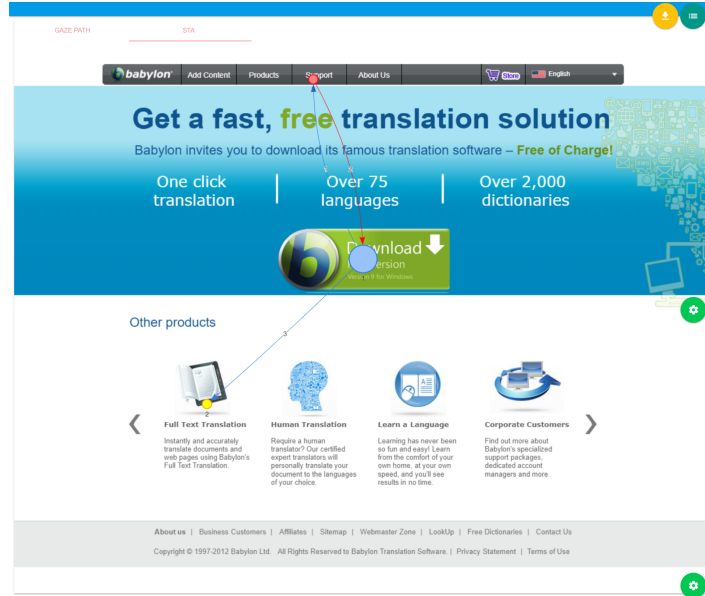 GAZE PATH STA
babylon Add Content Products Support About Us Store English
Get a fast, free translation solution
Babylon invites you to download its famous translation software – Free of Charge!
One click translation
Over 75 languages
Over 2,000 dictionaries
Download
Version 9 for Windows
Other products
3
2
Full Text Translation
Instantly and accurately
translate documents and
web pages using Babylon's
Full Text Translation.
Human Translation
Require a human
translator? Our certified
expert translators will
personally translate your
document to the languages
of your choice.
Learn a Language
Learning has never been
so fun and easy! Learn
from the comfort of your
own home, at your own
speed, and you'll see
results in no time.
Corporate Customers
Find out more about
Babylon's specialized
support packages,
dedicated account
managers and more.
About us | Business Customers | Affiliates | Sitemap | Webmaster Zone | LookUp | Free Dictionaries | Contact Us
Copyright © 1997-2012 Babylon Ltd. All Rights Reserved to Babylon Translation Software. | Privacy Statement | Terms of Use